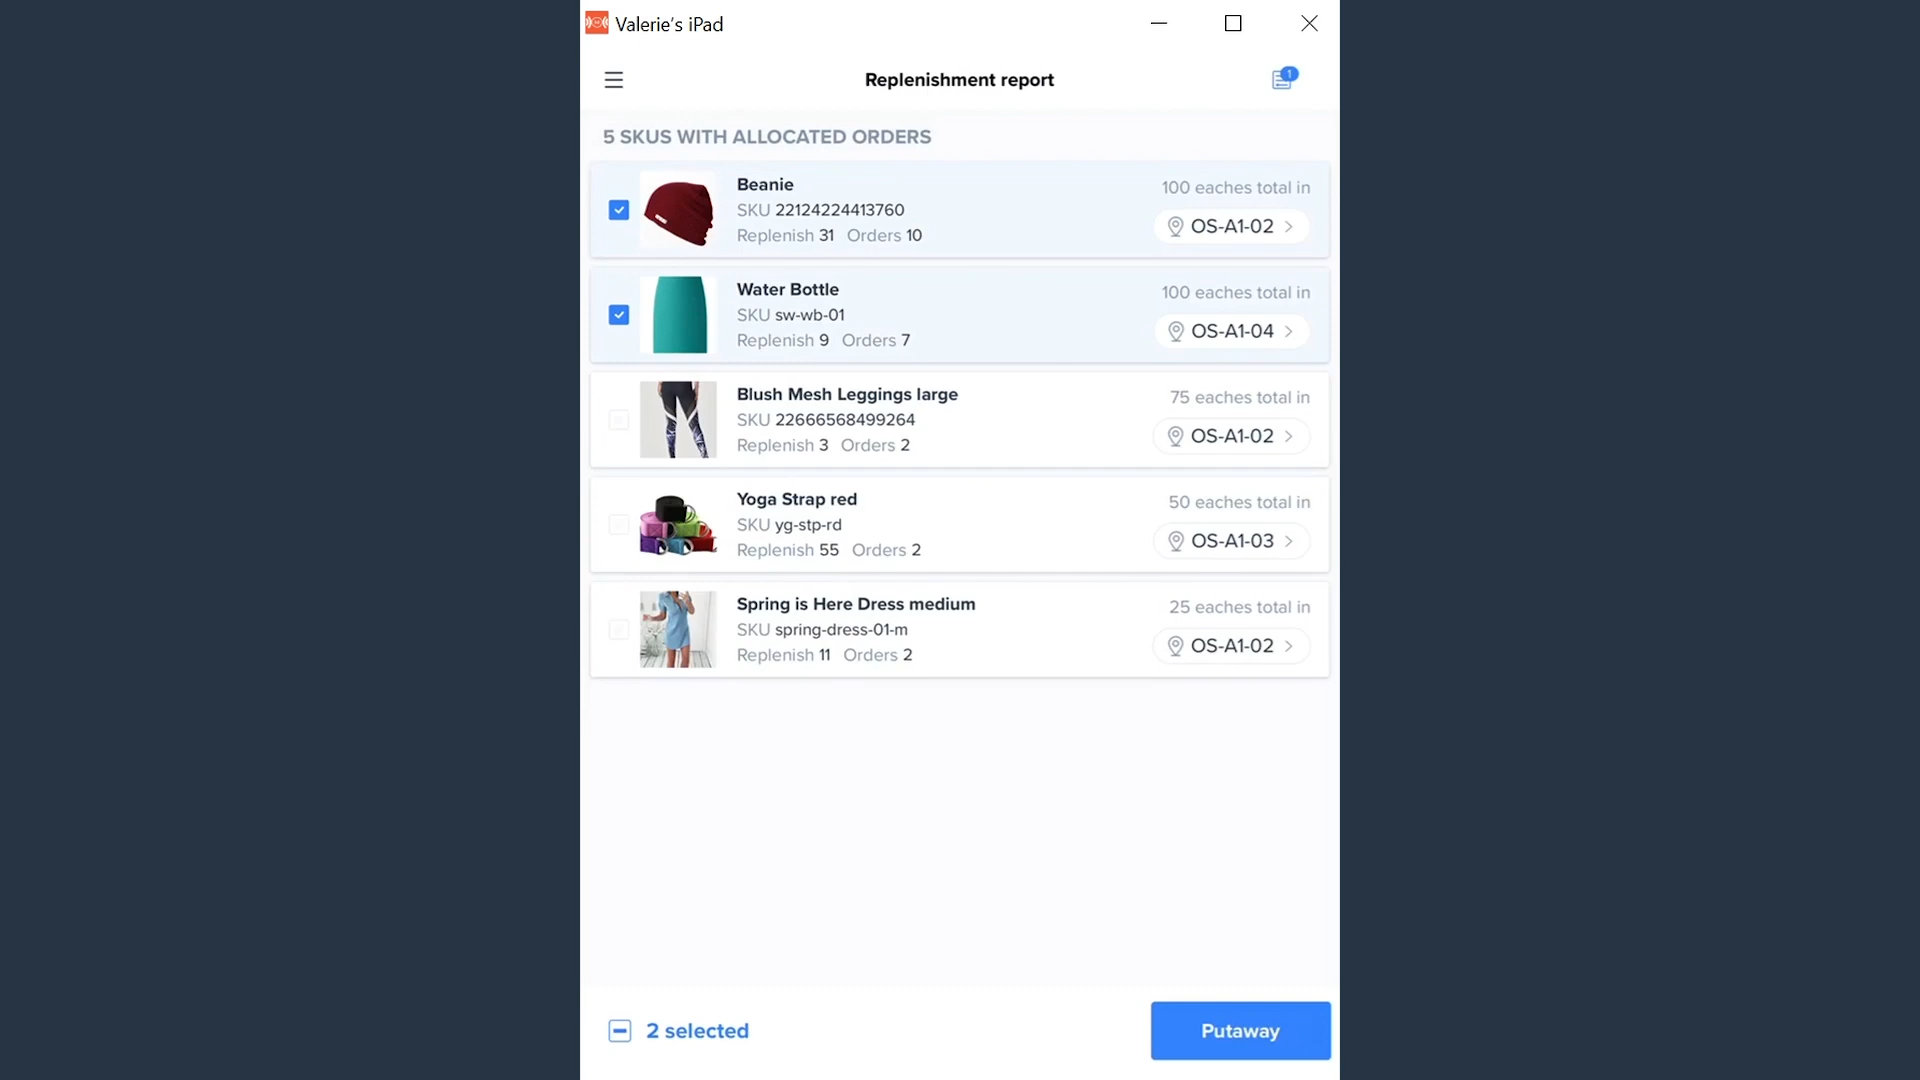 Valerie's iPad
Replenishment report
1
5 SKUS WITH ALLOCATED ORDERS
Beanie
100 eaches total in
SKU 22124224413760
OS-A1-02
Replenish 31 Orders 10
Water Bottle
100 eaches total in
SKU sw-wb-01
OS-A1-04
Replenish 9 Orders 7
Blush Mesh Leggings large
75 eaches total in
SKU 22666568499264
OS-A1-02
Replenish 3 Orders 2
Yoga Strap red
50 eaches total in
SKU yg-stp-rd
OS-A1-03
Replenish 55 Orders 2
Spring is Here Dress medium
25 eaches total in
SKU spring-dress-01-m
OS-A1-02
Replenish 11 Orders 2
2 selected
Putaway